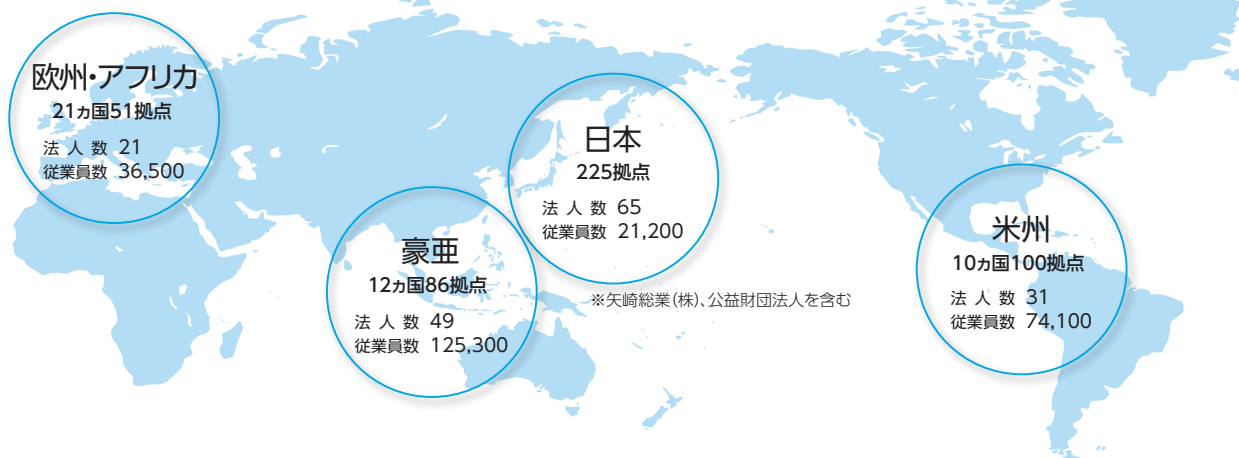 欧州・アフリカ
21ヵ国51拠点
法人数 21
従業員数 36,500
日本
225拠点
法人数 65
従業員数 21,200
※矢崎総業(株)、公益財団法人を含む
豪亜
12ヵ国86拠点
法人数 49
従業員数 125,300
米州
10ヵ国100拠点
法人数 31
従業員数 74,100